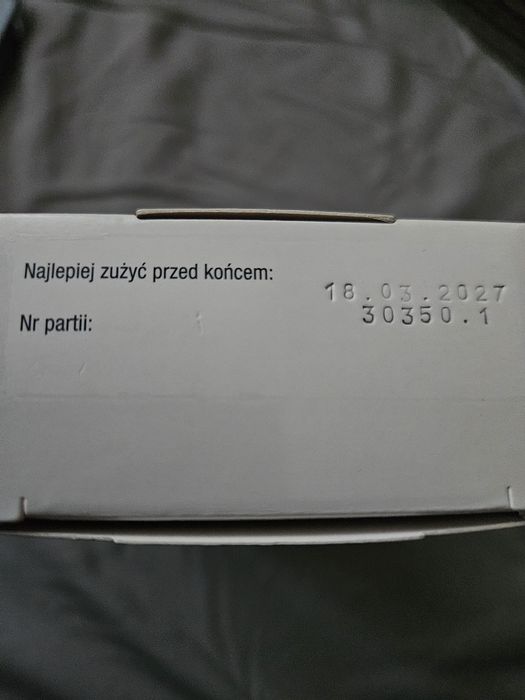 Najlepiej zużyć przed końcem: 18.03.2027
Nr partii: 30350.1